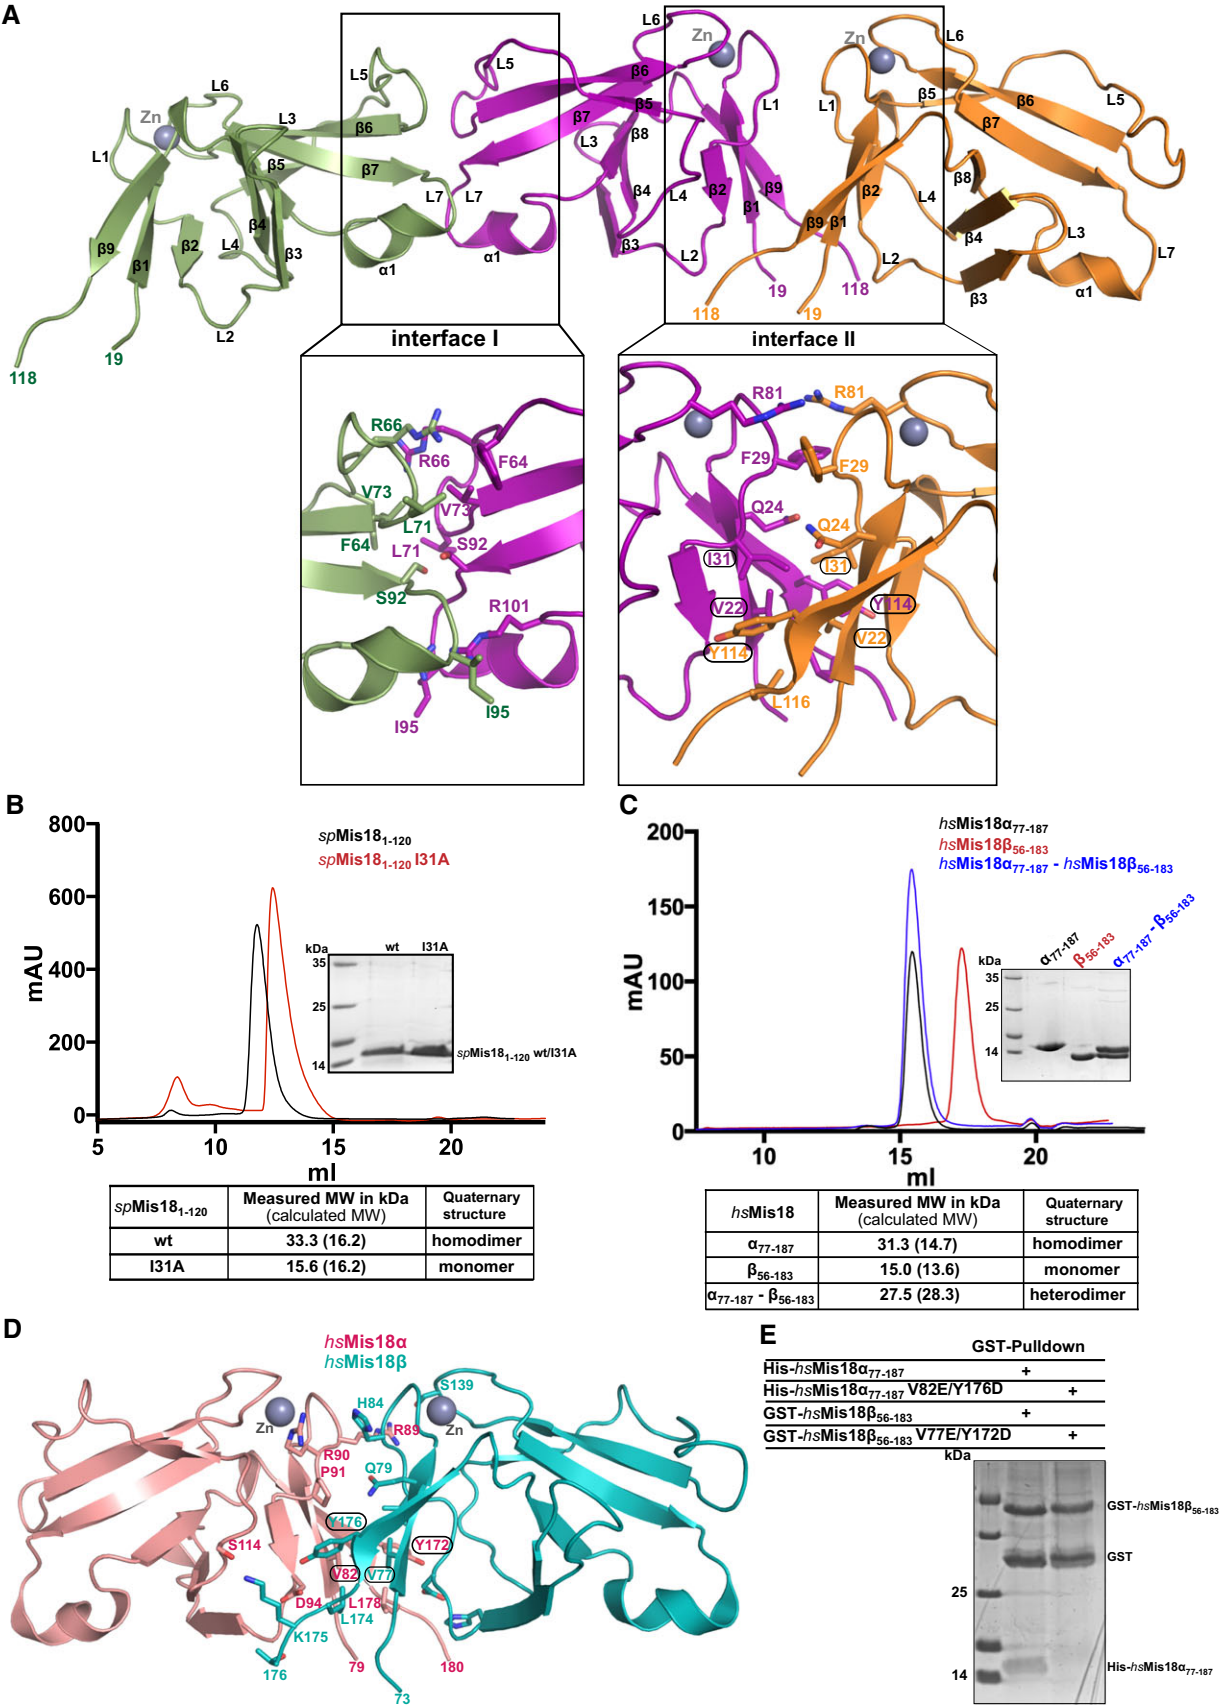 A
L6
Zn
L1
L3
β5
β6
β7
L5
β9
β1
β2
L4
β4
β3
L2
α1
L7
118
19
L5
L7
α1
L3
β7
β6
β5
β8
β4
β3
L4
L2
β2
β1
β9
L6
Zn
L1
19
118
Zn
L1
L6
β5
β6
β7
L5
β8
β2
L4
β9
β1
β4
L3
L2
β3
α1
L7
118
19
interface I
interface II
R66
R66
F64
V73
V73
L71
F64
L71
S92
S92
R101
I95
I95
R81
R81
F29
F29
Q24
Q24
I31
I31
V22
Y114
V22
Y114
L116
B
800
600
400
200
0
mAU
5
10
15
20
ml
spMis18₁₋₁₂₀
spMis18₁₋₁₂₀ I31A
kDa
wt
I31A
35
25
14
spMis18₁₋₁₂₀ wt/I31A
spMis18₁₋₁₂₀ Measured MW in kDa (calculated MW) Quaternary structure
wt 33.3 (16.2) homodimer
I31A 15.6 (16.2) monomer
C
200
150
100
50
0
mAU
10
15
20
ml
hsMis18α₇₇₋₁₈₇
hsMis18β₅₆₋₁₈₃
hsMis18α₇₇₋₁₈₇ - hsMis18β₅₆₋₁₈₃
kDa
α₇₇₋₁₈₇
β₅₆₋₁₈₃
α₇₇₋₁₈₇ - β₅₆₋₁₈₃
35
25
14
hsMis18 Measured MW in kDa (calculated MW) Quaternary structure
α₇₇₋₁₈₇ 31.3 (14.7) homodimer
β₅₆₋₁₈₃ 15.0 (13.6) monomer
α₇₇₋₁₈₇ - β₅₆₋₁₈₃ 27.5 (28.3) heterodimer
D
hsMis18α
hsMis18β
Zn
H84
S139
Zn
R89
R90
P91
Q79
Y176
Y172
S114
V82
V77
D94
L178
L174
K175
176
79
180
73
E
GST-Pulldown
His-hsMis18α₇₇₋₁₈₇ +
His-hsMis18α₇₇₋₁₈₇ V82E/Y176D +
GST-hsMis18β₅₆₋₁₈₃ +
GST-hsMis18β₅₆₋₁₈₃ V77E/Y172D +
kDa
GST-hsMis18β₅₆₋₁₈₃
GST
25
14
His-hsMis18α₇₇₋₁₈₇